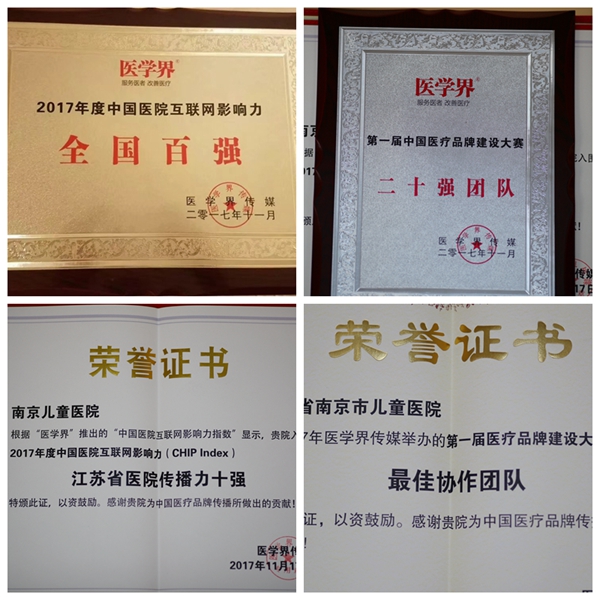 医学界
服务医者 改善医疗
2017年度中国医院互联网影响力
全国百强
医学界传媒
二零一七年十一月
医学界
服务医者 改善医疗
第一届中国医疗品牌建设大赛
二十强团队
医学界传媒
二零一七年十一月
荣誉证书
南京儿童医院
根据“医学界”推出的“中国医院互联网影响力指数”显示，贵院入
2017年度中国医院互联网影响力（CHIP Index）
江苏省医院传播力十强
特颁此证，以资鼓励。感谢贵院为中国医疗品牌传播所做出的贡献！
医学界传
2017年11月1
荣誉证书
省南京市儿童医院
7年医学界传媒举办的第一届医疗品牌建设大
最佳协作团队
证，以资鼓励。感谢贵院为中国医疗品牌传
！